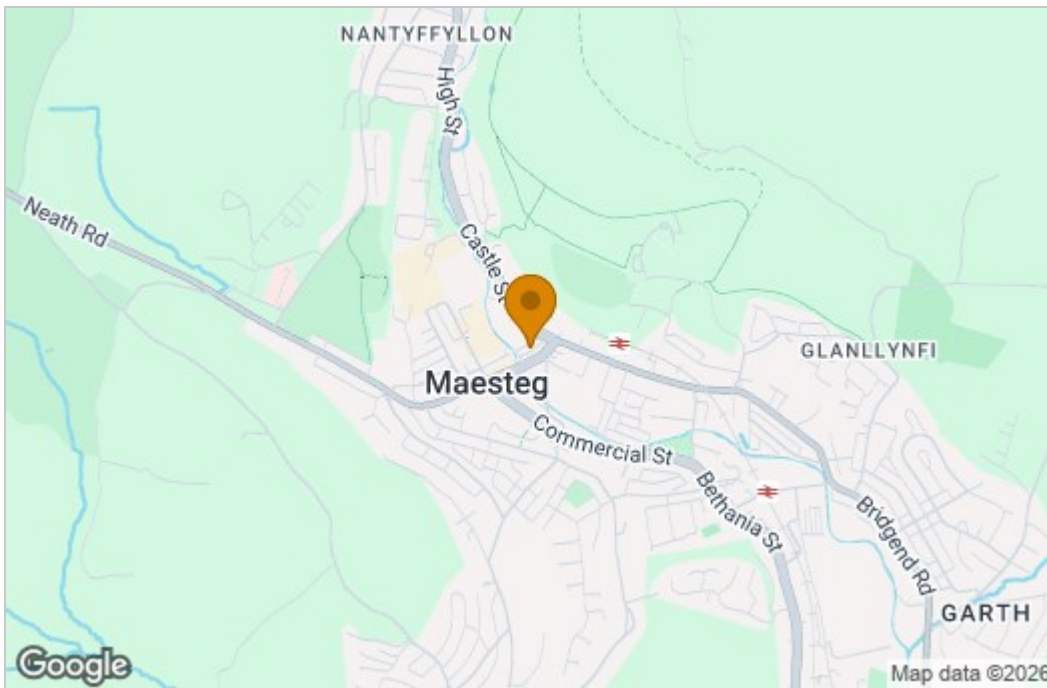 NANTYFFYLLON
High St
Neath Rd
Castle St
GLANLLYNFI
Maesteg
Commercial St
Bethania St
Bridgend Rd
GARTH
Google
Map data ©2026